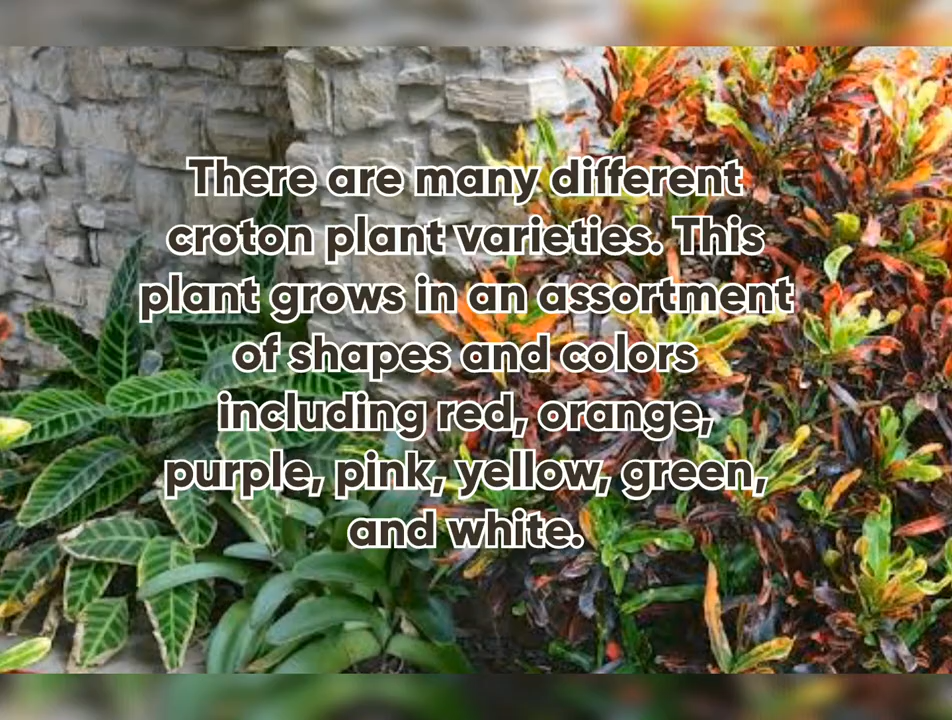 There are many different
croton plant varieties. This
plant grows in an assortment
of shapes and colors
including red, orange,
purple, pink, yellow, green,
and white.